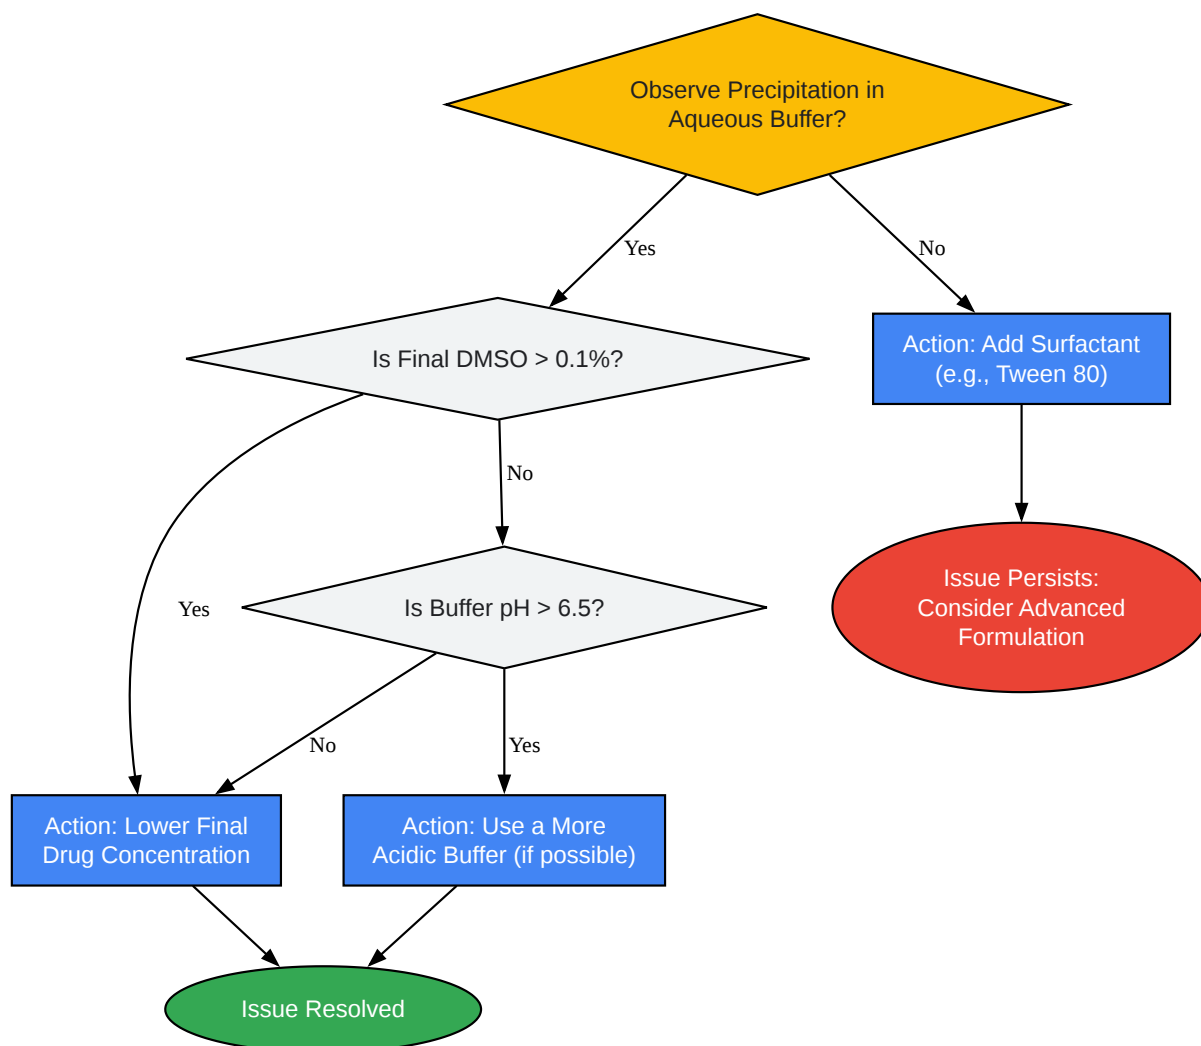 Observe Precipitation in
Aqueous Buffer?
Yes
No
Is Final DMSO > 0.1%?
Action: Add Surfactant
(e.g., Tween 80)
No
Issue Persists:
Consider Advanced
Formulation
Yes
Is Buffer pH > 6.5?
No
Yes
Action: Lower Final
Drug Concentration
Action: Use a More
Acidic Buffer (if possible)
Issue Resolved